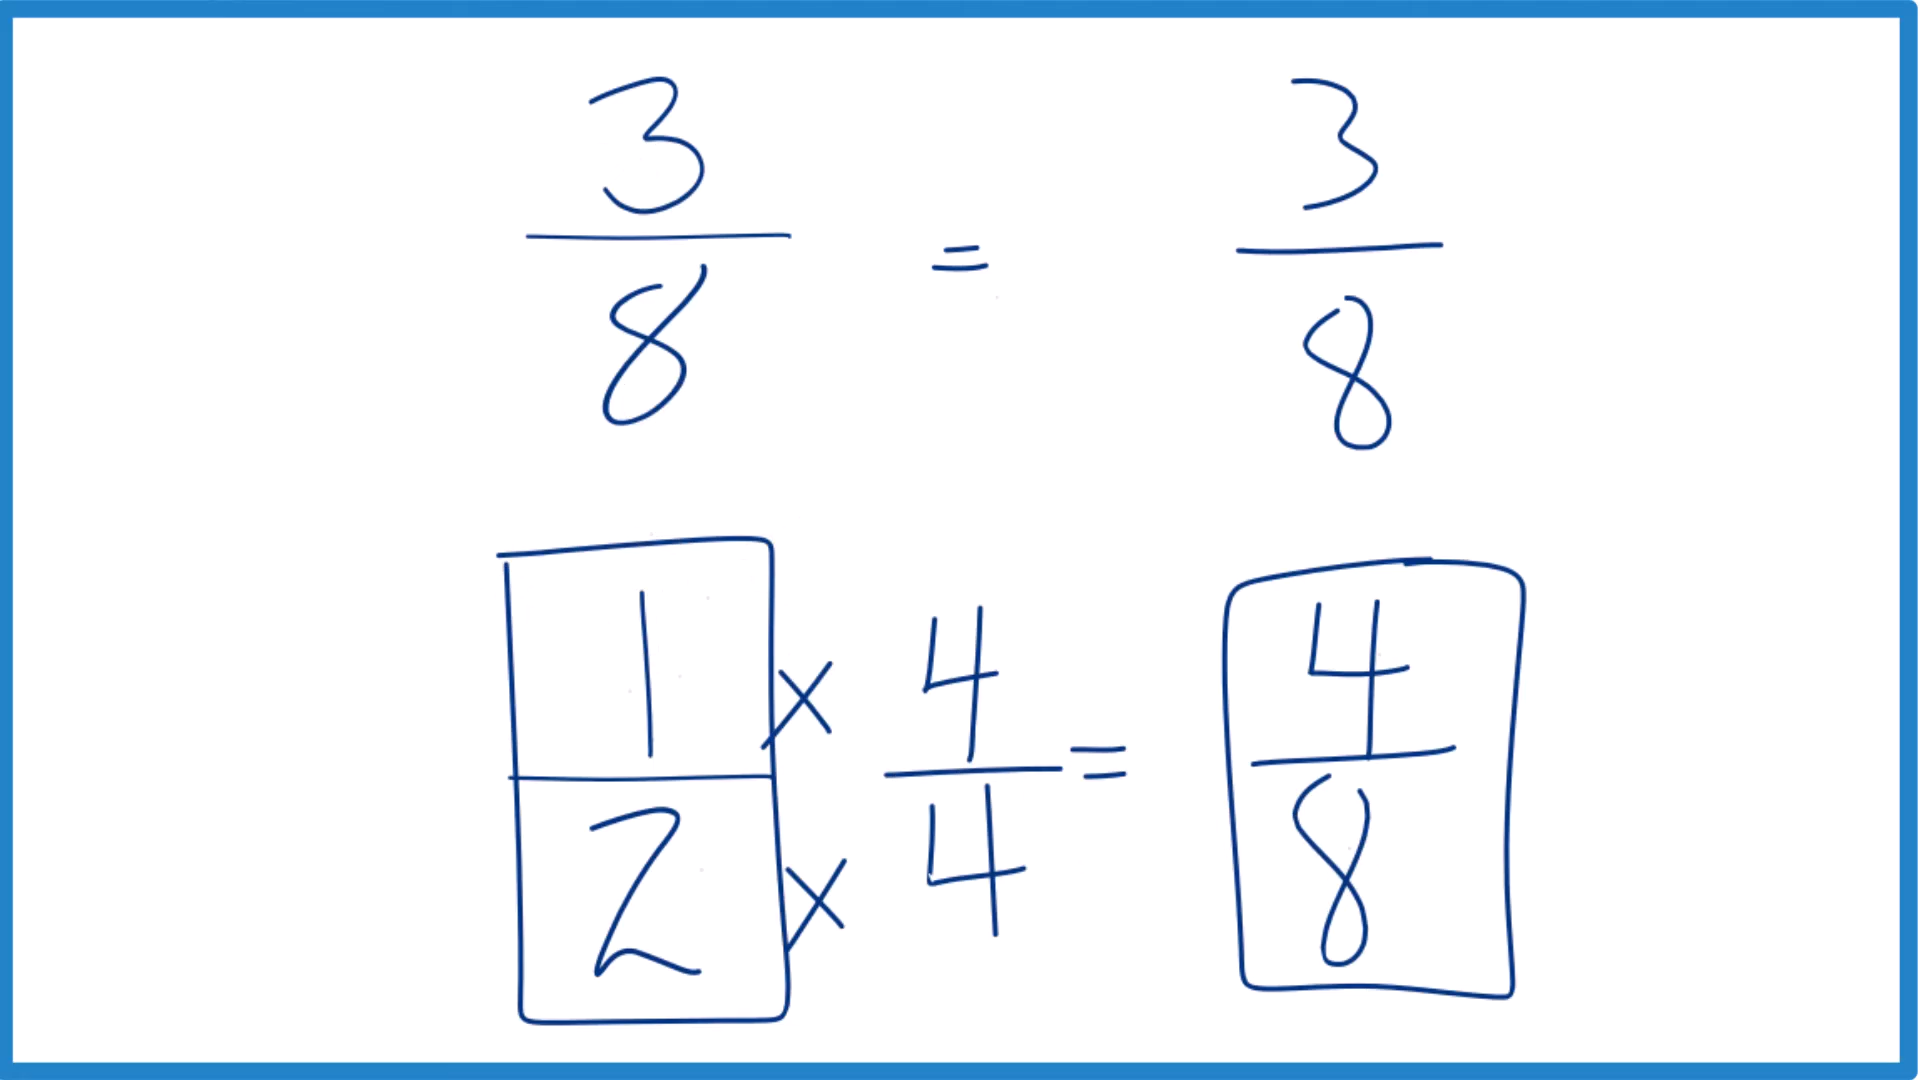 3/8 = 3/8
1/2 × 4/4 = 4/8